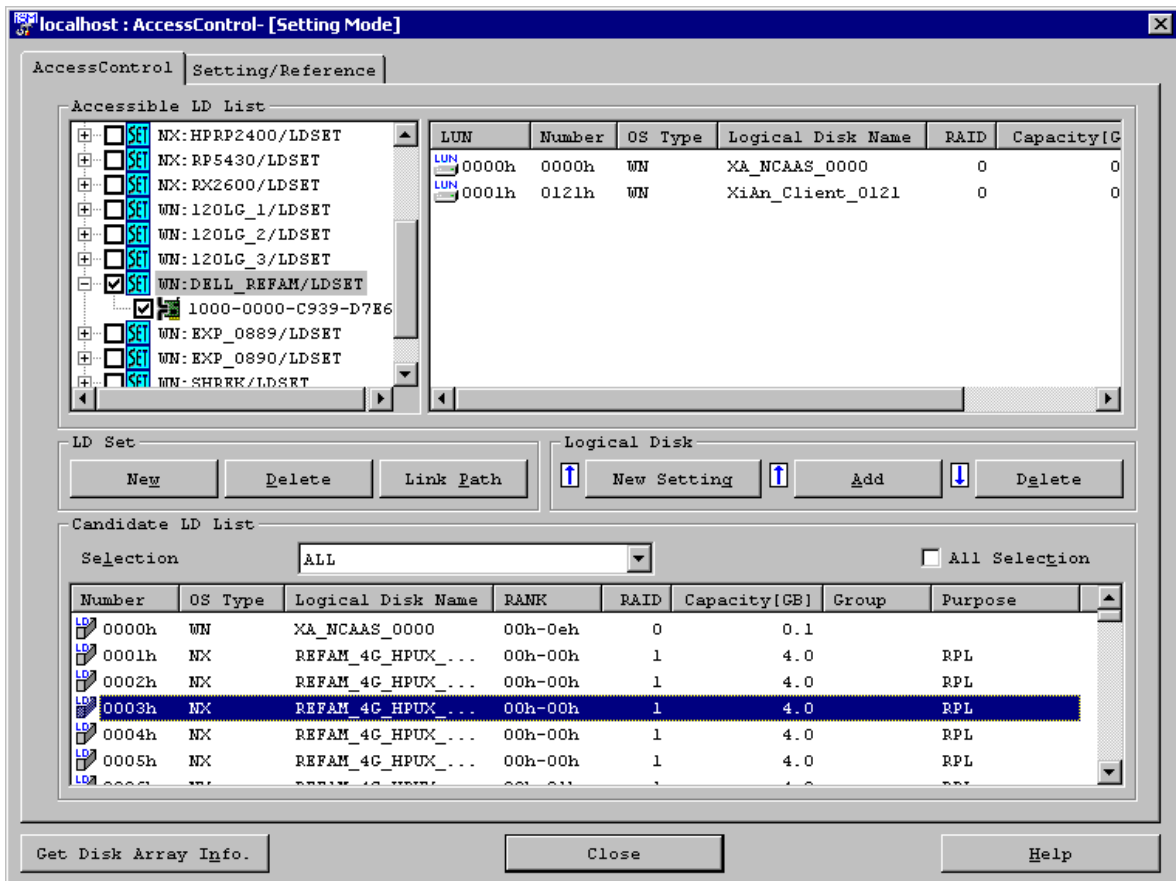 localhost : AccessControl- [Setting Mode]
AccessControl Setting/Reference
Accessible LD List
NX:HPRP2400/LDSET
NX:RP5430/LDSET
NX:RX2600/LDSET
WN:120LG_1/LDSET
WN:120LG_2/LDSET
WN:120LG_3/LDSET
WN:DELL_REFAM/LDSET
1000-0000-C939-D7E6
WN:EXP_0889/LDSET
WN:EXP_0890/LDSET
WN:SHREK/LDSET
LUN Number OS Type Logical Disk Name RAID Capacity[G
LUN 0000h 0000h WN XA_NCAAS_0000 0 0
LUN 0001h 0121h WN XiAn_Client_0121 0 0
LD Set
New Delete Link Path
Logical Disk
New Setting Add Delete
Candidate LD List
Selection ALL All Selection
Number OS Type Logical Disk Name RANK RAID Capacity[GB] Group Purpose
0000h WN XA_NCAAS_0000 00h-0eh 0 0.1
0001h NX REFAM_4G_HPUX_... 00h-00h 1 4.0 RPL
0002h NX REFAM_4G_HPUX_... 00h-00h 1 4.0 RPL
0003h NX REFAM_4G_HPUX_... 00h-00h 1 4.0 RPL
0004h NX REFAM_4G_HPUX_... 00h-00h 1 4.0 RPL
0005h NX REFAM_4G_HPUX_... 00h-00h 1 4.0 RPL
Get Disk Array Info. Close Help